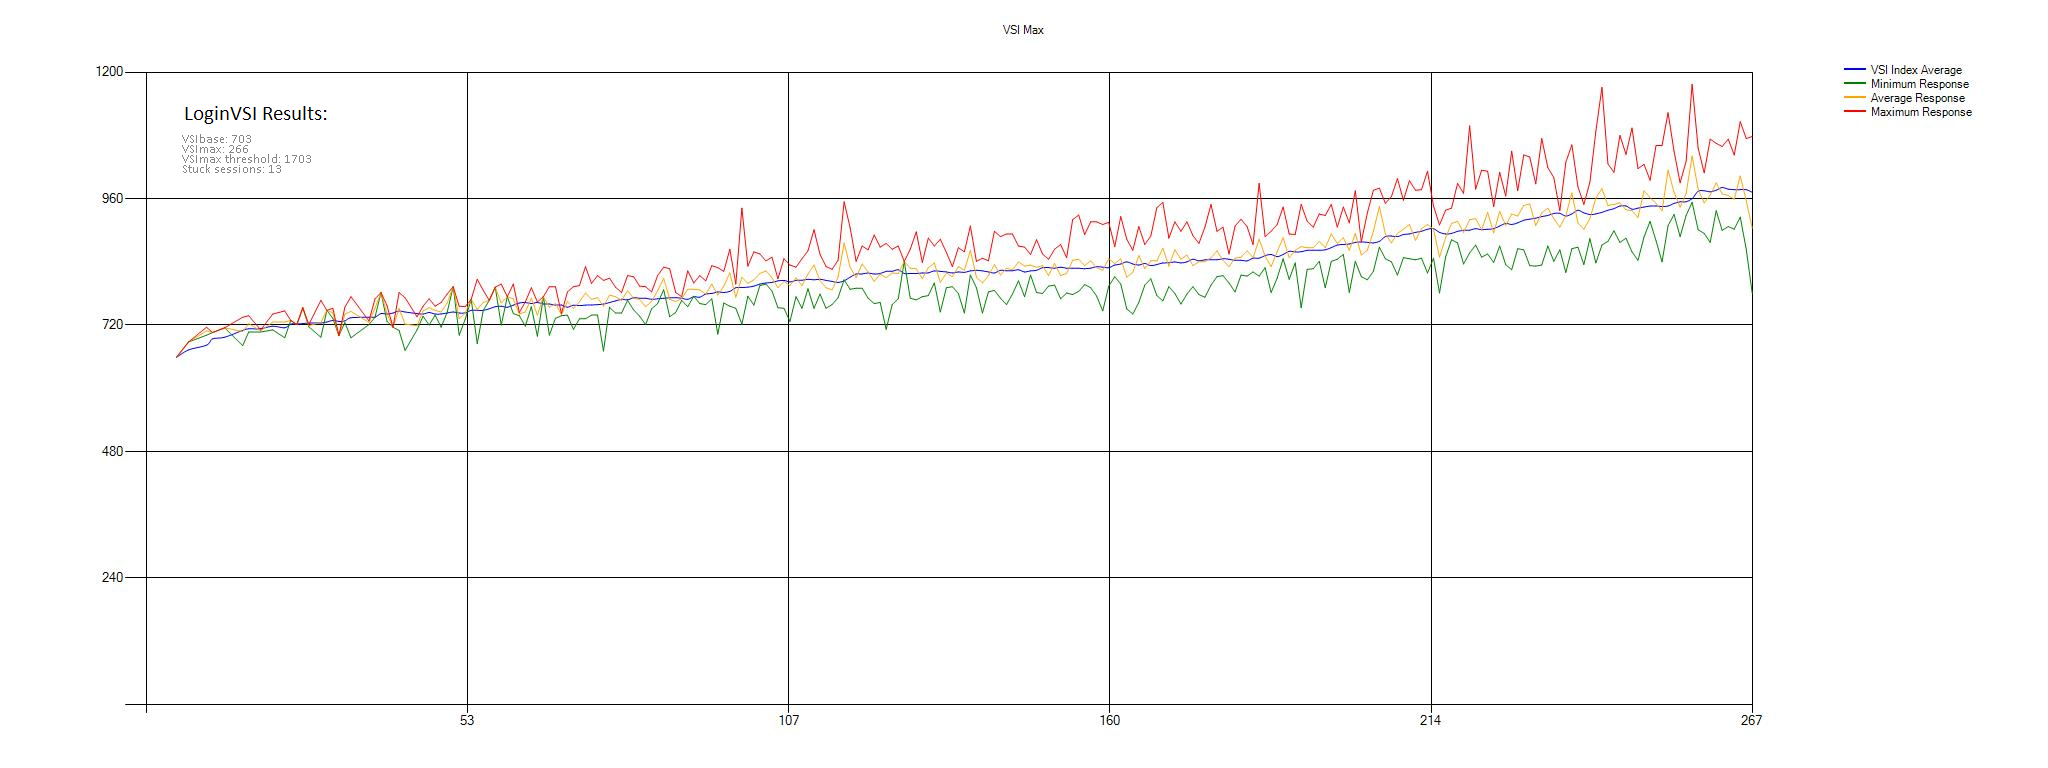 VSI Max
1200
960
720
480
240
LoginVSI Results:
VSIbase: 703
VSImax: 266
VSImax threshold: 1703
Stuck sessions: 13
VSI Index Average
Minimum Response
Average Response
Maximum Response
53 107 160 214 267